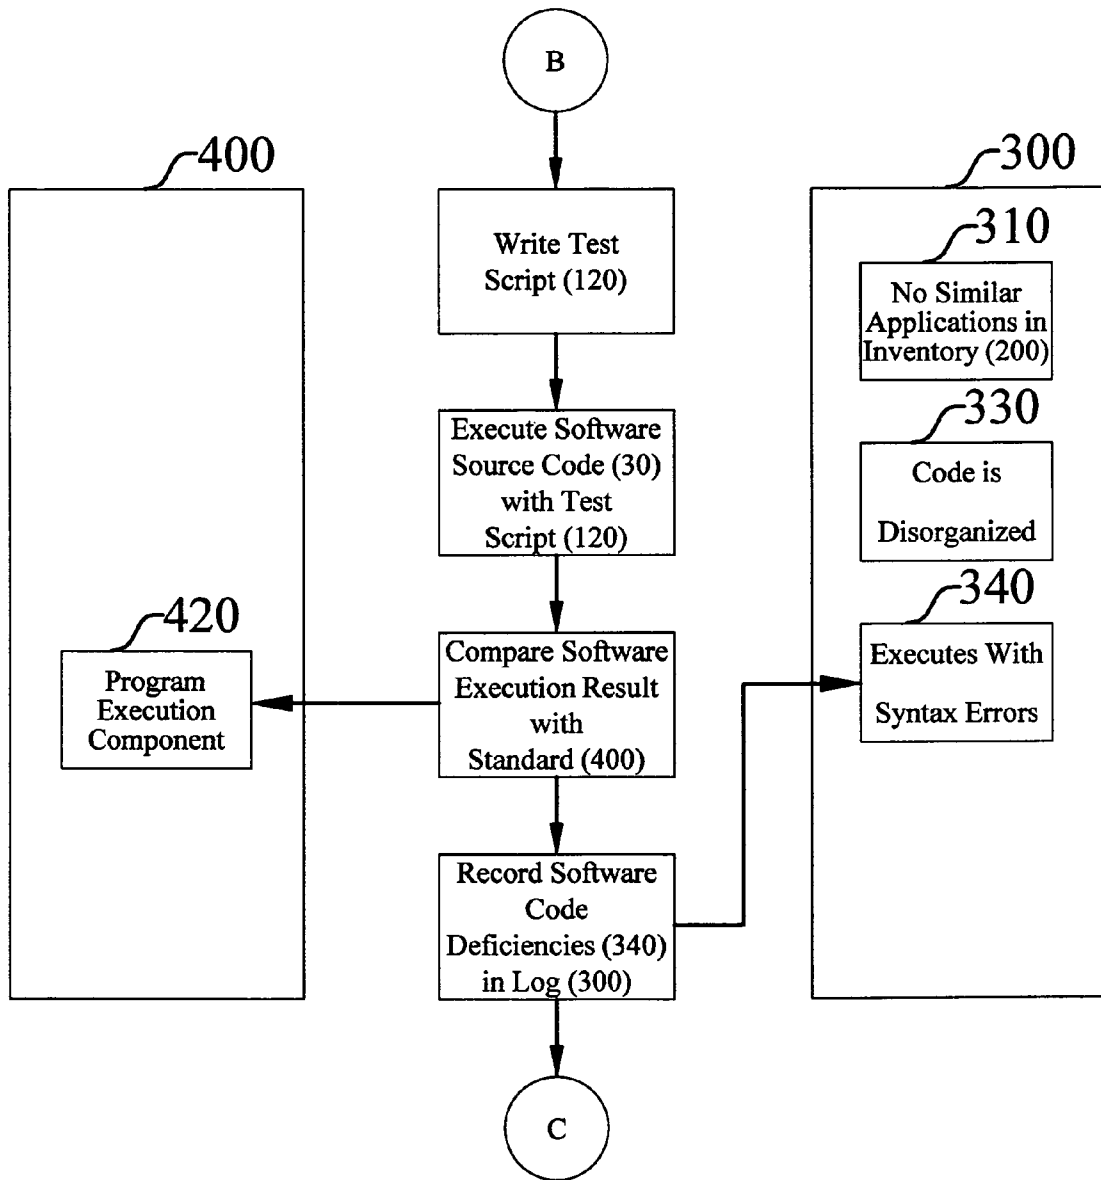 B
400
300
Write Test
Script (120)
310
No Similar
Applications in
Inventory (200)
330
Execute Software
Source Code (30)
with Test
Script (120)
Code is
Disorganized
340
420
Compare Software
Execution Result
with
Standard (400)
Executes With
Syntax Errors
Program
Execution
Component
Record Software
Code
Deficiencies (340)
in Log (300)
C